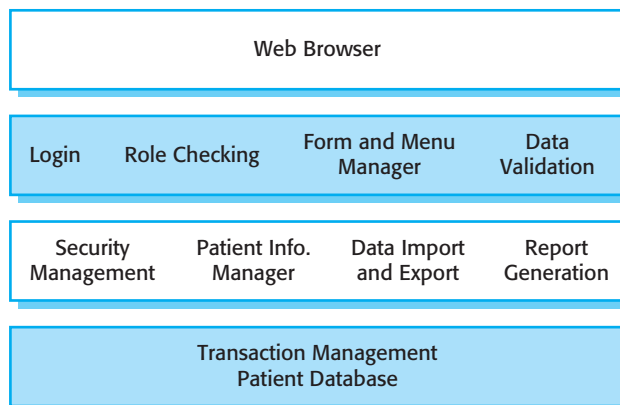 Web Browser
Login
Role Checking
Form and Menu
Manager
Data
Validation
Security
Management
Patient Info.
Manager
Data Import
and Export
Report
Generation
Transaction Management
Patient Database